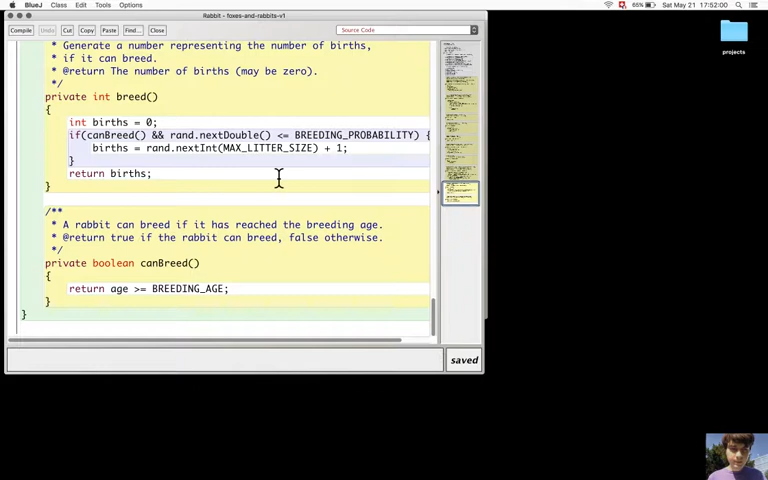 BlueJ Class Edit Tools Options 65% Sat May 21 17:52:00
Rabbit - foxes-and-rabbits-v1
Compile Undo Cut Copy Paste Find... Close Source Code
* Generate a number representing the number of births,
* if it can breed.
* @return The number of births (may be zero).
*/
private int breed()
{
int births = 0;
if(canBreed() && rand.nextDouble() <= BREEDING_PROBABILITY) {
births = rand.nextInt(MAX_LITTER_SIZE) + 1;
}
return births;
}
/**
* A rabbit can breed if it has reached the breeding age.
* @return true if the rabbit can breed, false otherwise.
*/
private boolean canBreed()
{
return age >= BREEDING_AGE;
}
}
saved
projects